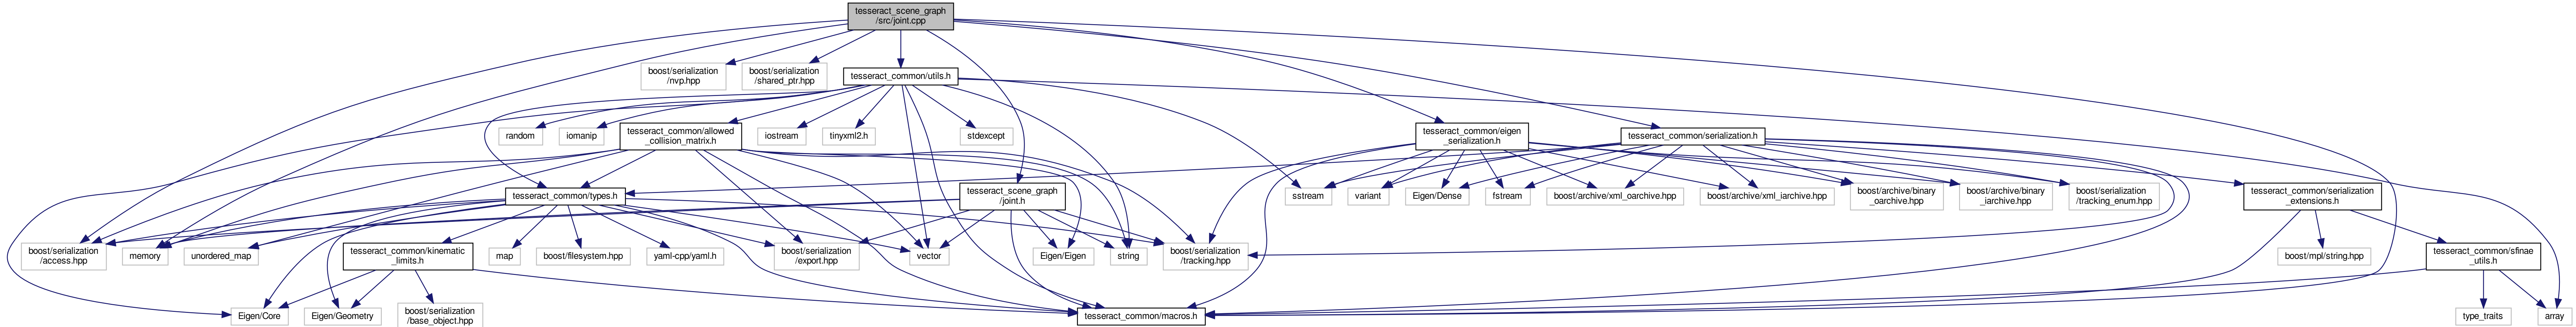 tesseract_scene_graph
/src/joint.cpp
boost/serialization
/nvp.hpp
boost/serialization
/shared_ptr.hpp
tesseract_common/utils.h
random
iomanip
tesseract_common/allowed
_collision_matrix.h
iostream
tinyxml2.h
stdexcept
tesseract_common/eigen
_serialization.h
tesseract_common/serialization.h
tesseract_common/types.h
tesseract_scene_graph
/joint.h
sstream
variant
Eigen/Dense
fstream
boost/archive/xml_oarchive.hpp
boost/archive/xml_iarchive.hpp
boost/archive/binary
_oarchive.hpp
boost/archive/binary
_iarchive.hpp
boost/serialization
/tracking_enum.hpp
tesseract_common/serialization
_extensions.h
boost/serialization
/access.hpp
memory
unordered_map
tesseract_common/kinematic
_limits.h
map
boost/filesystem.hpp
yaml-cpp/yaml.h
boost/serialization
/export.hpp
vector
Eigen/Eigen
string
boost/serialization
/tracking.hpp
boost/mpl/string.hpp
tesseract_common/sfinae
_utils.h
Eigen/Core
Eigen/Geometry
boost/serialization
/base_object.hpp
tesseract_common/macros.h
type_traits
array